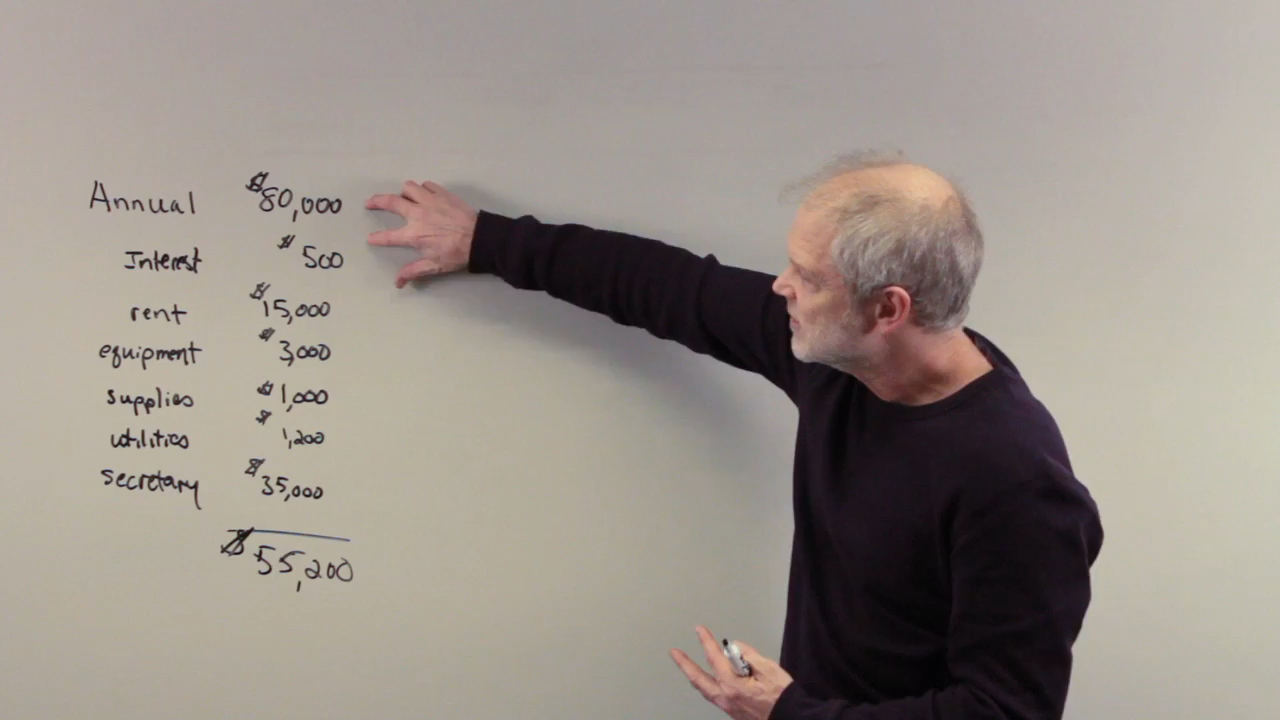 Annual $80,000
Interest $500
rent $15,000
equipment $3,000
supplies $1,000
utilities $1,200
secretary $35,000
$55,200